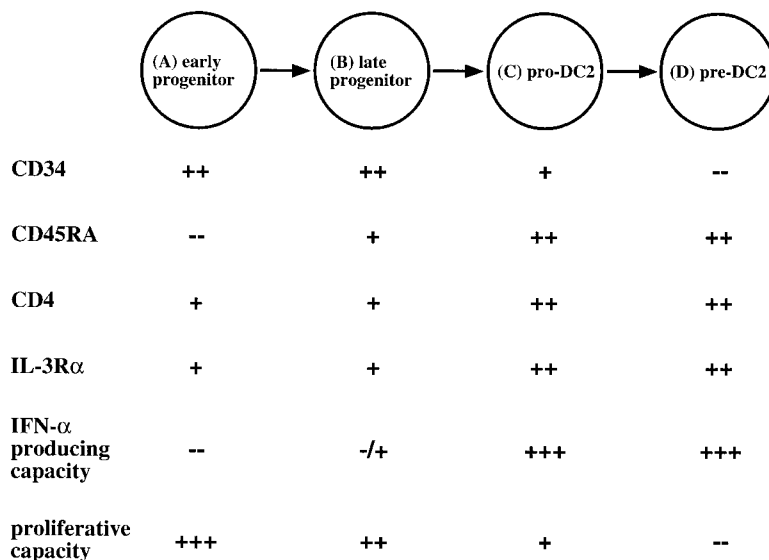 (A) early progenitor (B) late progenitor (C) pro-DC2 (D) pre-DC2
CD34 ++ ++ + --
CD45RA -- + ++ ++
CD4 + + ++ ++
IL-3Rα + + ++ ++
IFN-α
producing -- -/+ +++ +++
capacity
proliferative
capacity +++ ++ + --